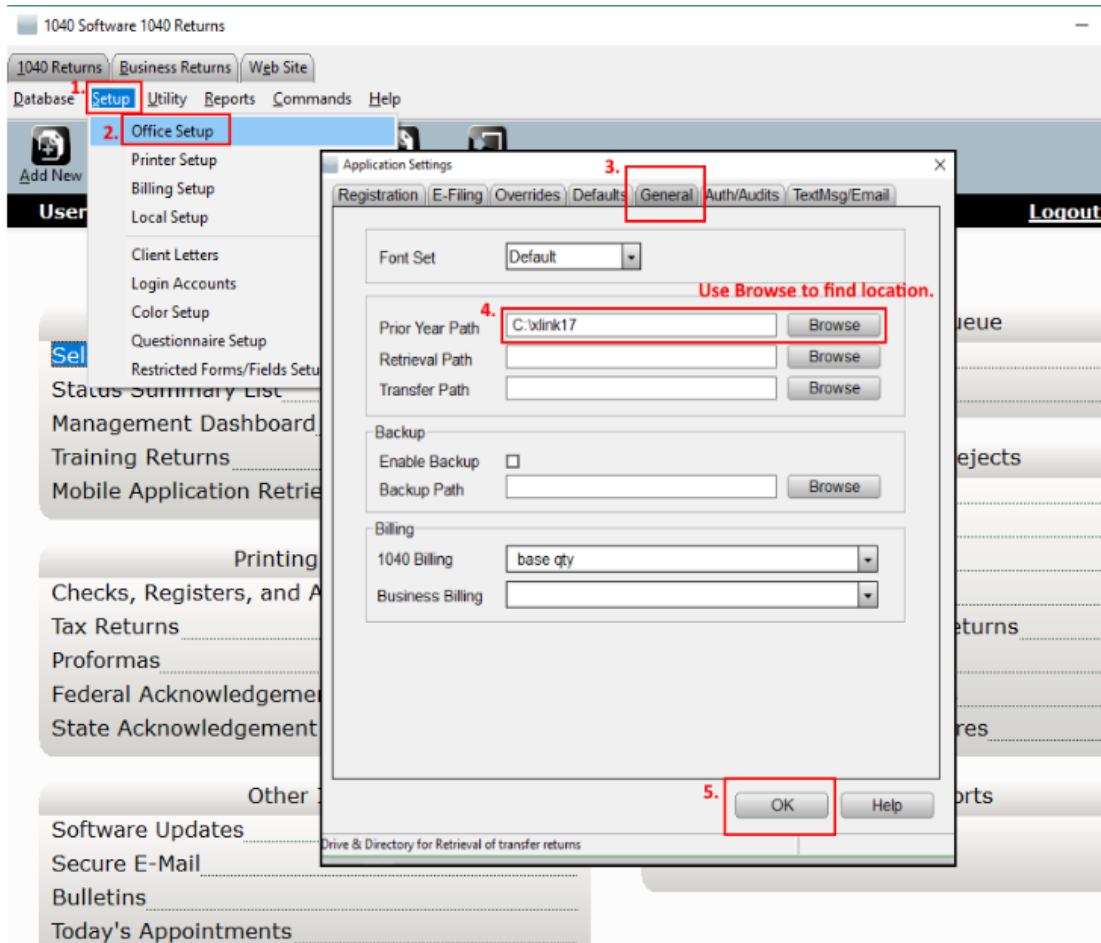 1040 Software 1040 Returns
1040 Returns Business Returns Web Site
1.
Database Setup Utility Reports Commands Help
2. Office Setup
Printer Setup
Billing Setup
Local Setup
Client Letters
Login Accounts
Color Setup
Questionnaire Setup
Restricted Forms/Fields Setu
Add New
User
Logout
Application Settings
3.
Registration E-Filing Overrides Defaults General Auth/Audits TextMsg/Email
Font Set Default
Use Browse to find location.
4.
Prior Year Path C:\xlink17 Browse
Retrieval Path Browse
Transfer Path Browse
Backup
Enable Backup
Backup Path Browse
Billing
1040 Billing base qty
Business Billing
5. OK Help
Drive & Directory for Retrieval of transfer returns
Sel
Status Summary List
Management Dashboard
Training Returns
Mobile Application Retrie
Printing
Checks, Registers, and A
Tax Returns
Proformas
Federal Acknowledgemen
State Acknowledgement
Other
Software Updates
Secure E-Mail
Bulletins
Today's Appointments
ueue
ejects
eturns
res
orts